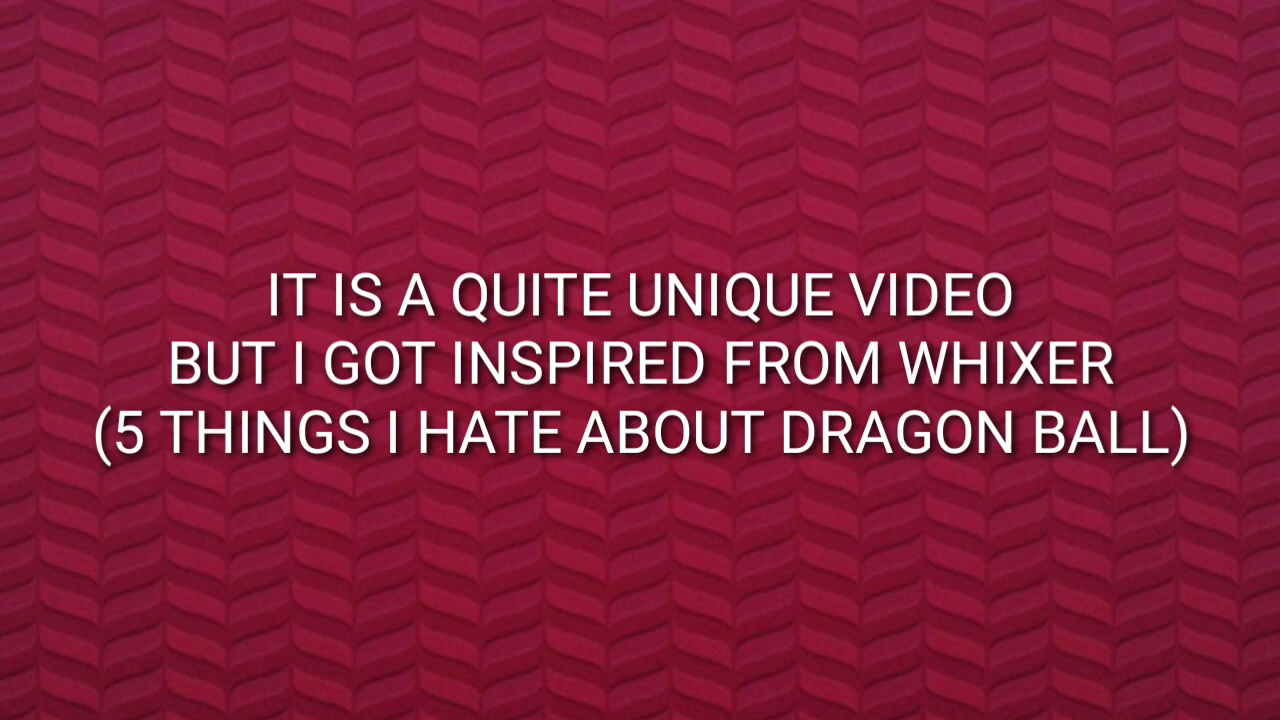 IT IS A QUITE UNIQUE VIDEO
BUT I GOT INSPIRED FROM WHIXER
(5 THINGS I HATE ABOUT DRAGON BALL)